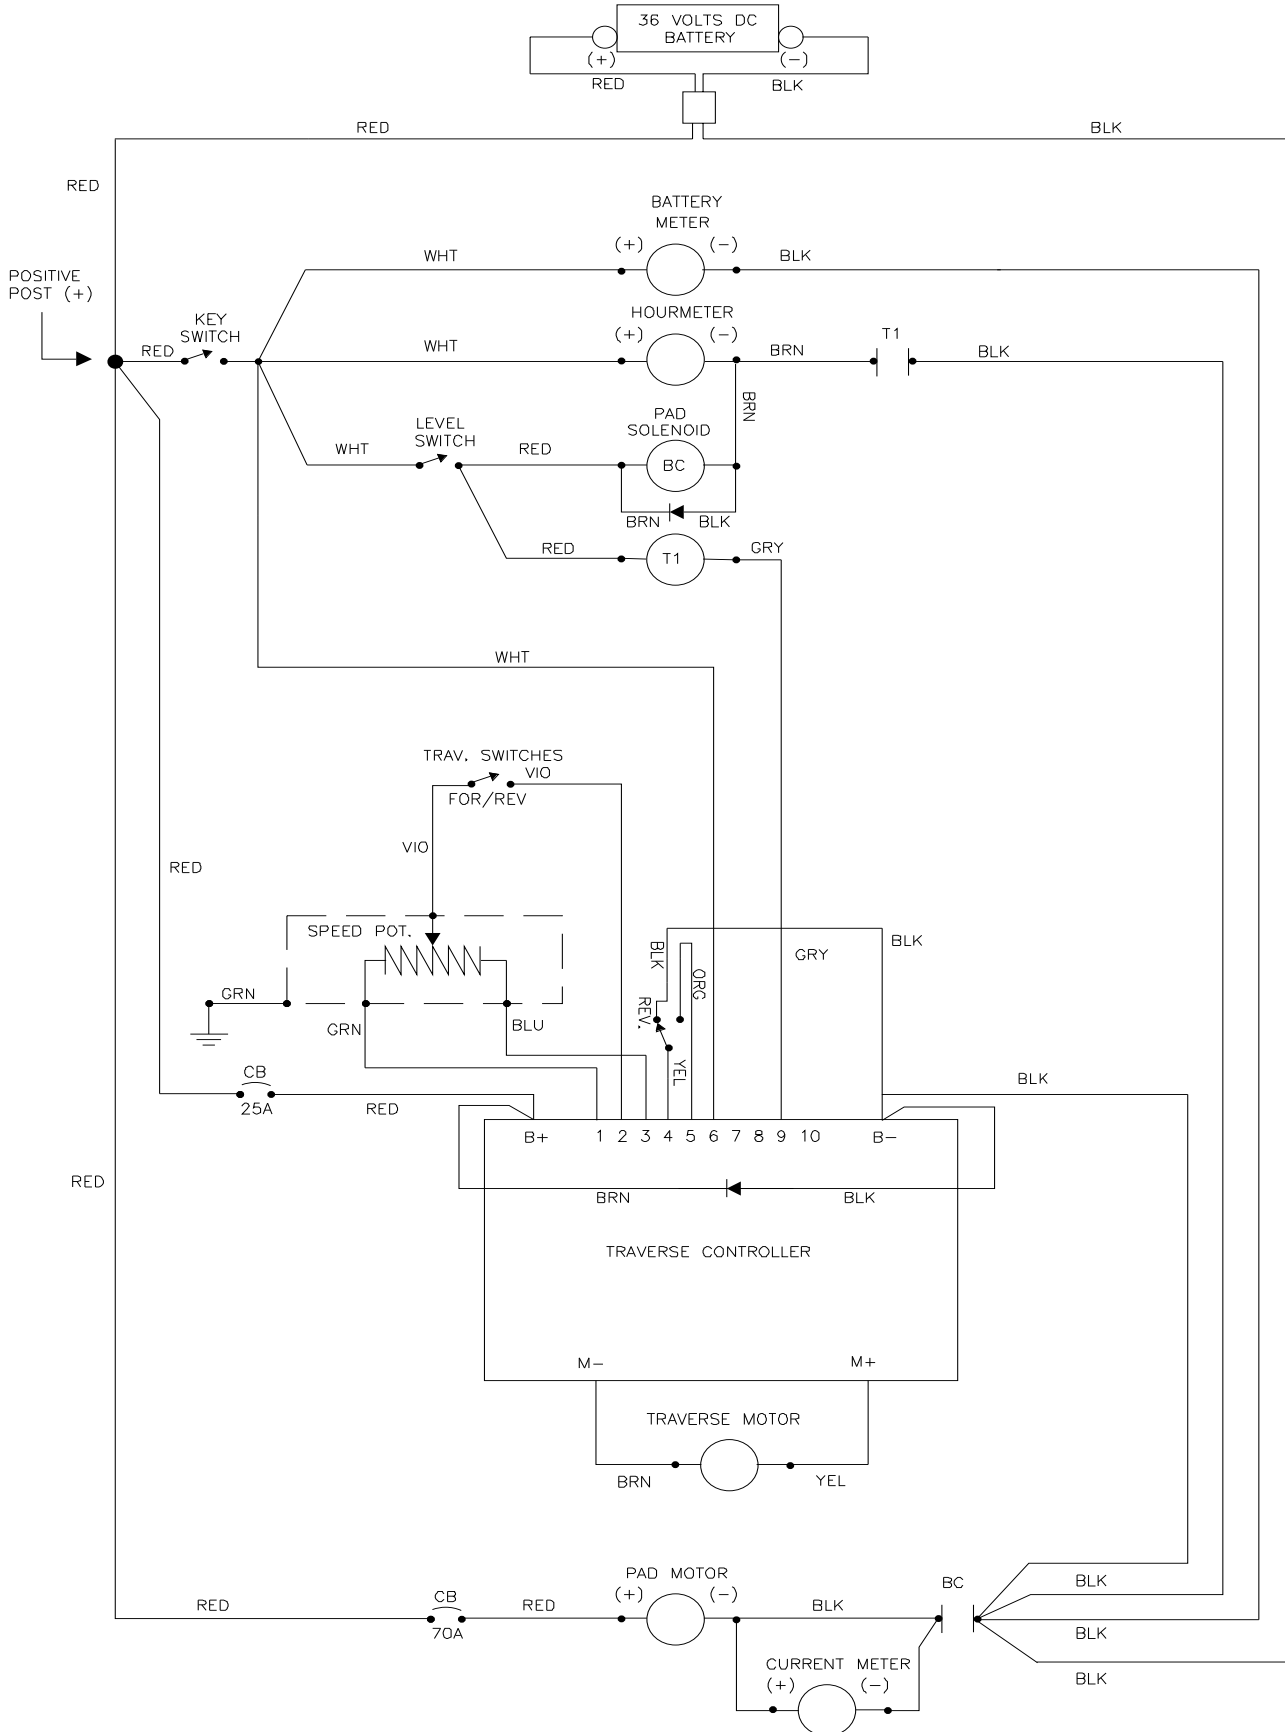 36 VOLTS DC
BATTERY
(+)
(−)
RED
BLK
RED
BLK
RED
BATTERY
METER
(+)
(−)
WHT
BLK
POSITIVE
POST (+)
KEY
SWITCH
HOURMETER
(+)
(−)
T1
RED
WHT
BRN
BLK
BRN
LEVEL
SWITCH
PAD
SOLENOID
WHT
RED
BC
BRN
BLK
RED
T1
GRY
WHT
TRAV. SWITCHES
VIO
FOR/REV
VIO
RED
SPEED POT.
BLK
BLK
GRY
ORG
GRN
REV.
GRN
BLU
YEL
CB
25A
RED
BLK
B+
1
2
3
4
5
6
7
8
9
10
B−
RED
BRN
BLK
TRAVERSE CONTROLLER
M−
M+
TRAVERSE MOTOR
BRN
YEL
PAD MOTOR
(+)
(−)
BC
BLK
CB
70A
RED
RED
BLK
BLK
CURRENT METER
(+)
(−)
BLK